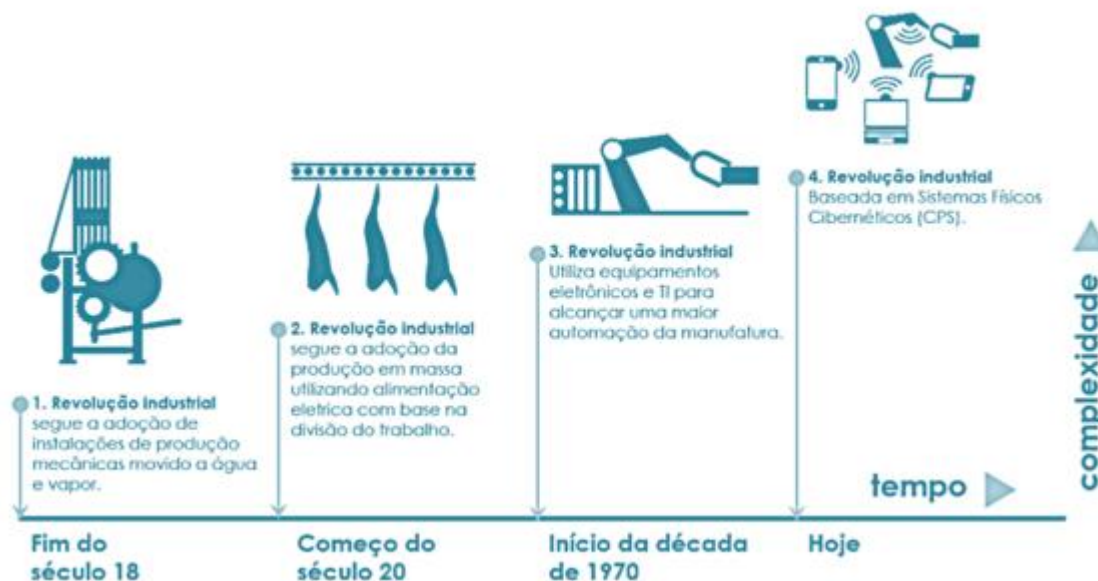 1. Revolução industrial
segue a adoção de
instalações de produção
mecânicas movido a água
e vapor.
2. Revolução industrial
segue a adoção da
produção em massa
utilizando alimentação
eletrica com base na
divisão do trabalho.
3. Revolução industrial
Utiliza equipamentos
eletrônicos e TI para
alcançar uma maior
automação da manufatura.
4. Revolução industrial
Baseada em Sistemas Físicos
Cibernéticos (CPS).
complexidade
tempo
Fim do
século 18
Começo do
século 20
Início da década
de 1970
Hoje